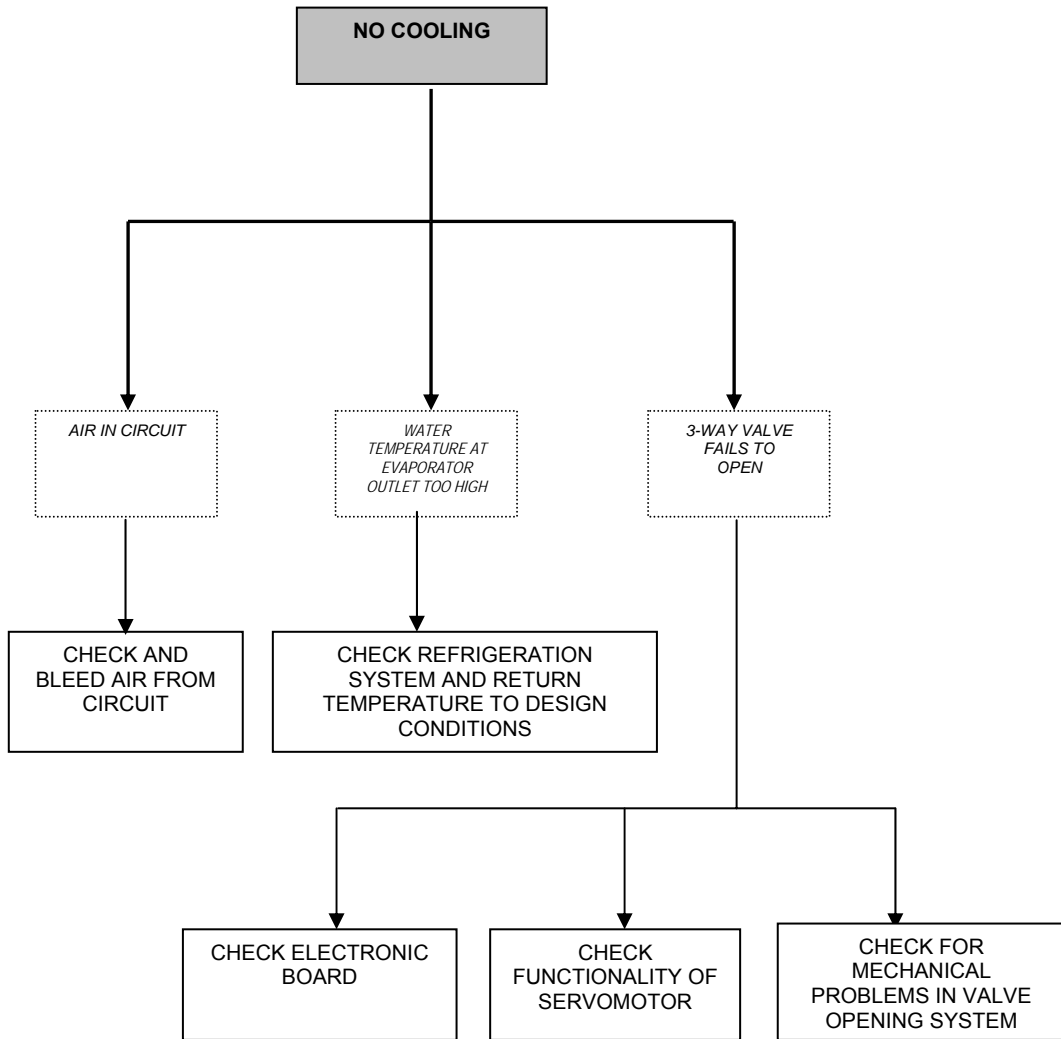 NO COOLING
AIR IN CIRCUIT
WATER
TEMPERATURE AT
EVAPORATOR
OUTLET TOO HIGH
3-WAY VALVE
FAILS TO
OPEN
CHECK AND
BLEED AIR FROM
CIRCUIT
CHECK REFRIGERATION
SYSTEM AND RETURN
TEMPERATURE TO DESIGN
CONDITIONS
CHECK ELECTRONIC
BOARD
CHECK
FUNCTIONALITY OF
SERVOMOTOR
CHECK FOR
MECHANICAL
PROBLEMS IN VALVE
OPENING SYSTEM